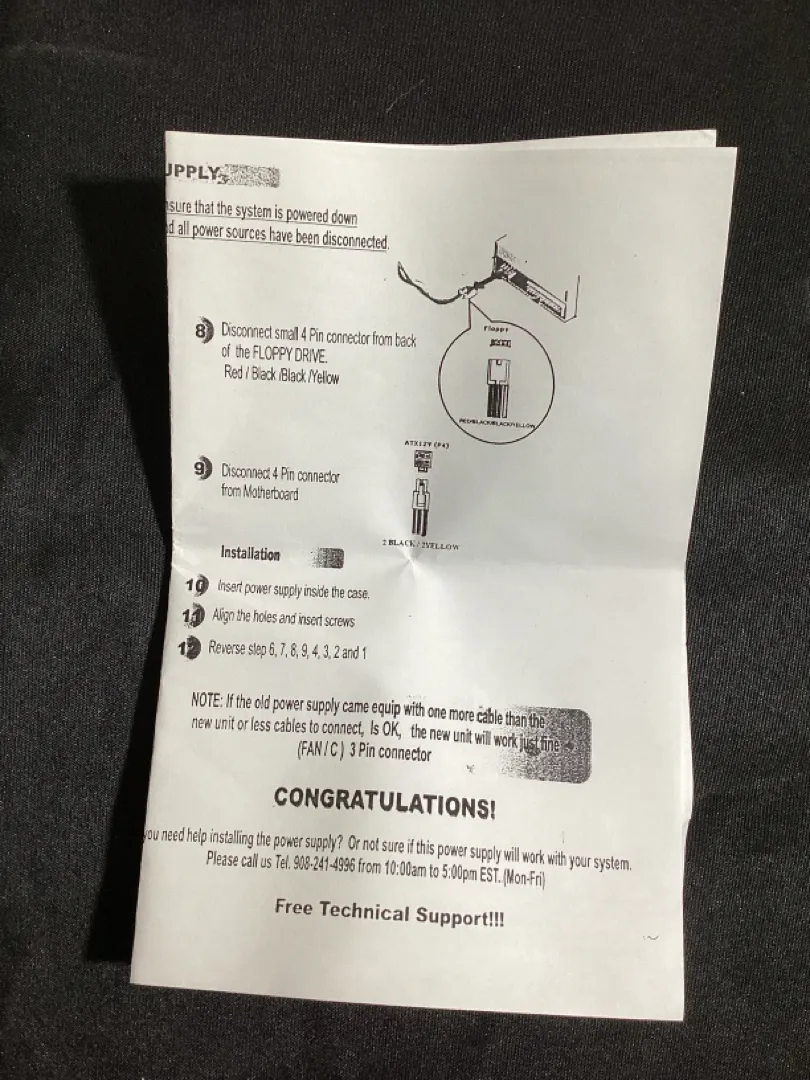 UPPLY
sure that the system is powered down
d all power sources have been disconnected.
Floppy
8 Disconnect small 4 Pin connector from back
of the FLOPPY DRIVE.
Red / Black /Black /Yellow
RED/BLACK/BLACK/YELLOW
ATX12V (P4)
9 Disconnect 4 Pin connector
from Motherboard
2 BLACK / 2YELLOW
Installation
10 Insert power supply inside the case.
11 Align the holes and insert screws
12 Reverse step 6, 7, 8, 9, 4, 3, 2 and 1
NOTE: If the old power supply came equip with one more cable than the
new unit or less cables to connect, Is OK, the new unit will work just fine
(FAN / C ) 3 Pin connector
CONGRATULATIONS!
you need help installing the power supply? Or not sure if this power supply will work with your system.
Please call us Tel. 908-241-4996 from 10:00am to 5:00pm EST. (Mon-Fri)
Free Technical Support!!!